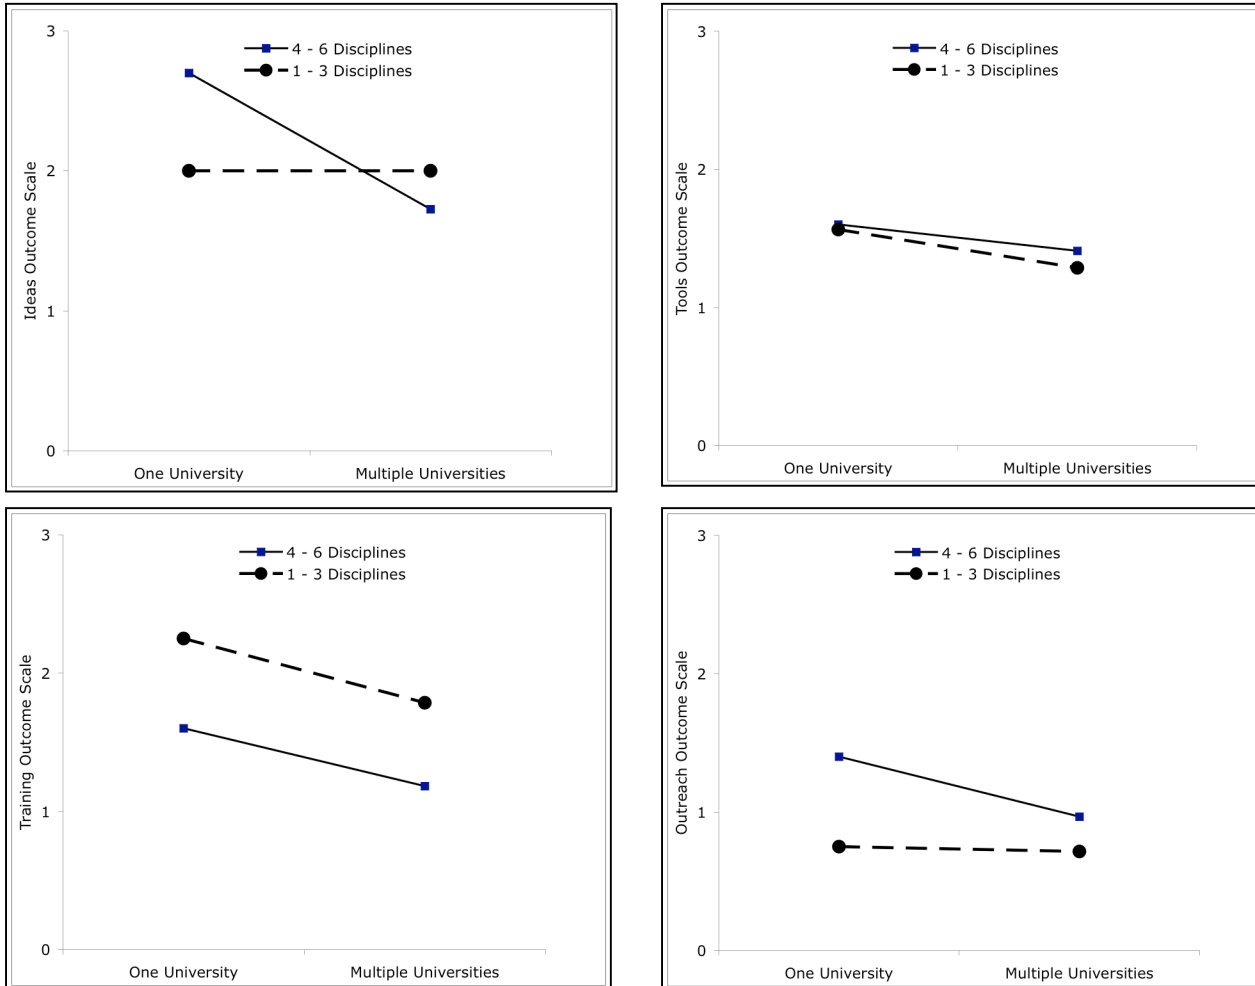 3
4 - 6 Disciplines
1 - 3 Disciplines
2
Ideas Outcome Scale
1
0
One University Multiple Universities
3
4 - 6 Disciplines
1 - 3 Disciplines
2
Tools Outcome Scale
1
0
One University Multiple Universities
3
4 - 6 Disciplines
1 - 3 Disciplines
2
Training Outcome Scale
1
0
One University Multiple Universities
3
4 - 6 Disciplines
1 - 3 Disciplines
2
Outreach Outcome Scale
1
0
One University Multiple Universities